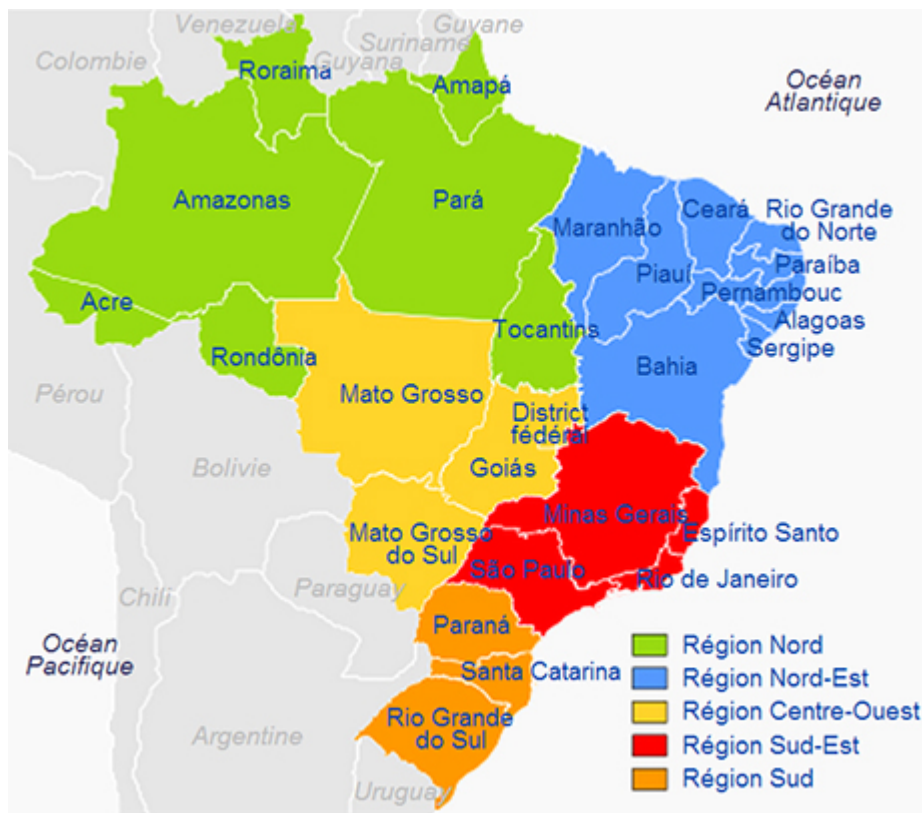 Venezuela
Guyane
Suriname
Colombie
Guyana
Roraima
Amapá
Océan
Atlantique
Amazonas
Pará
Ceará
Rio Grande
do Norte
Maranhão
Piauí
Paraíba
Pernambouc
Acre
Tocantins
Alagoas
Rondônia
Sergipe
Bahia
Mato Grosso
Pérou
District
fédéral
Goiás
Bolivie
Minas Gerais
Mato Grosso
do Sul
Espírito Santo
São Paulo
Rio de Janeiro
Paraguay
Chili
Paraná
Océan
Pacifique
Santa Catarina
Rio Grande
do Sul
Argentine
Uruguay
Région Nord
Région Nord-Est
Région Centre-Ouest
Région Sud-Est
Région Sud